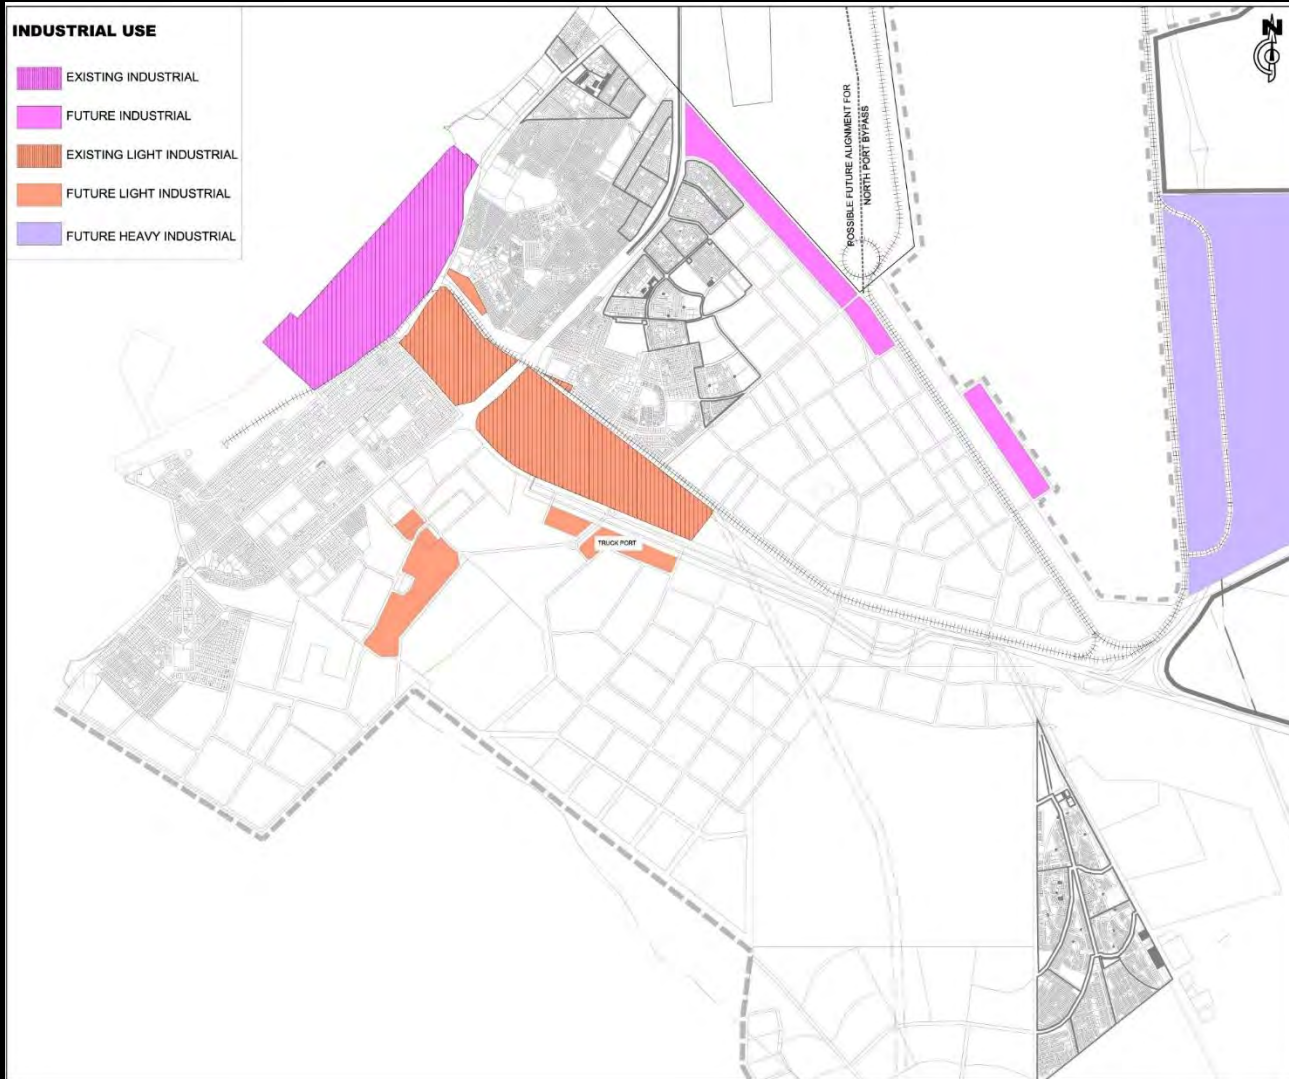 INDUSTRIAL USE
EXISTING INDUSTRIAL
FUTURE INDUSTRIAL
EXISTING LIGHT INDUSTRIAL
FUTURE LIGHT INDUSTRIAL
FUTURE HEAVY INDUSTRIAL
N
POSSIBLE FUTURE ALIGNMENT FOR
NORTH PORT BYPASS
TRUCK PORT